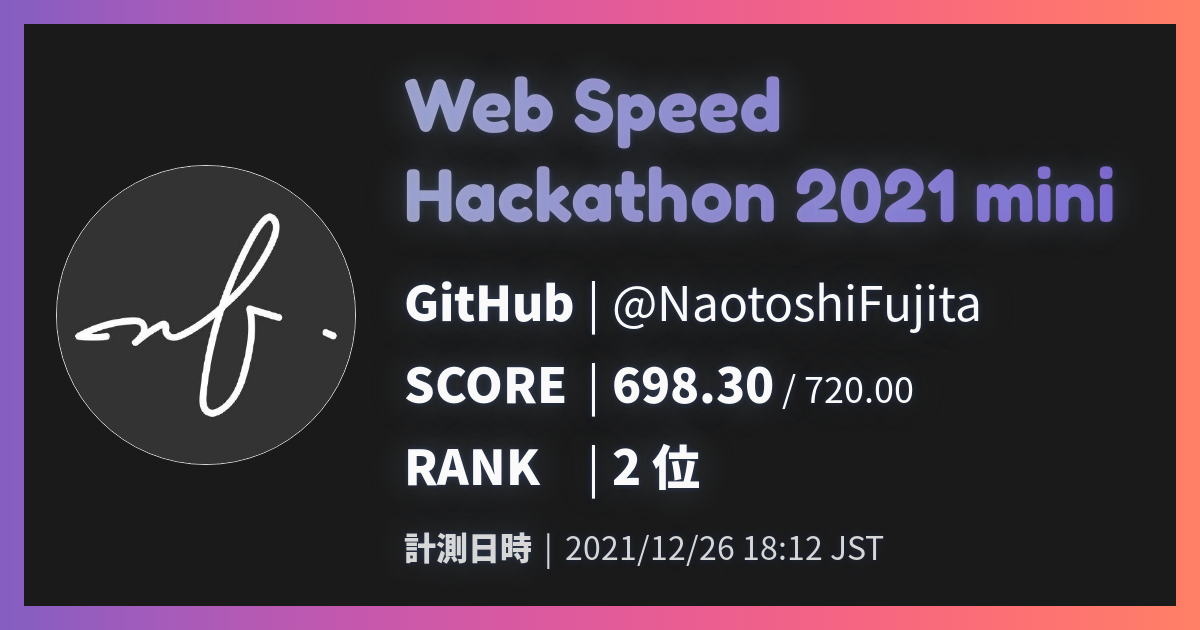 Web Speed
Hackathon 2021 mini
nf.
GitHub | @NaotoshiFujita
SCORE | 698.30 / 720.00
RANK | 2 位
計測日時 | 2021/12/26 18:12 JST